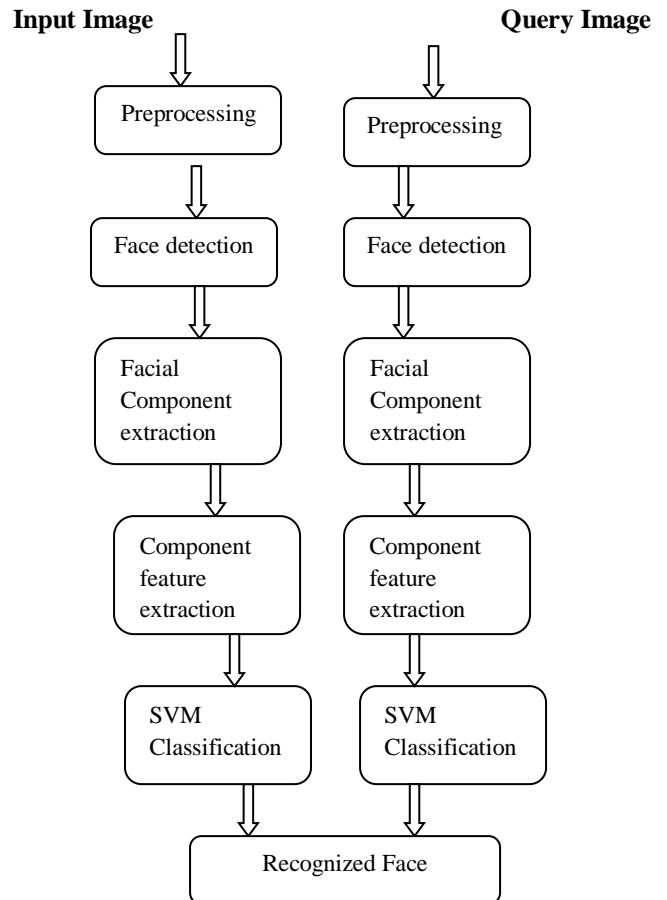 Input Image
Query Image
Preprocessing
Preprocessing
Face detection
Face detection
Facial
Component
extraction
Facial
Component
extraction
Component
feature
extraction
Component
feature
extraction
SVM
Classification
SVM
Classification
Recognized Face